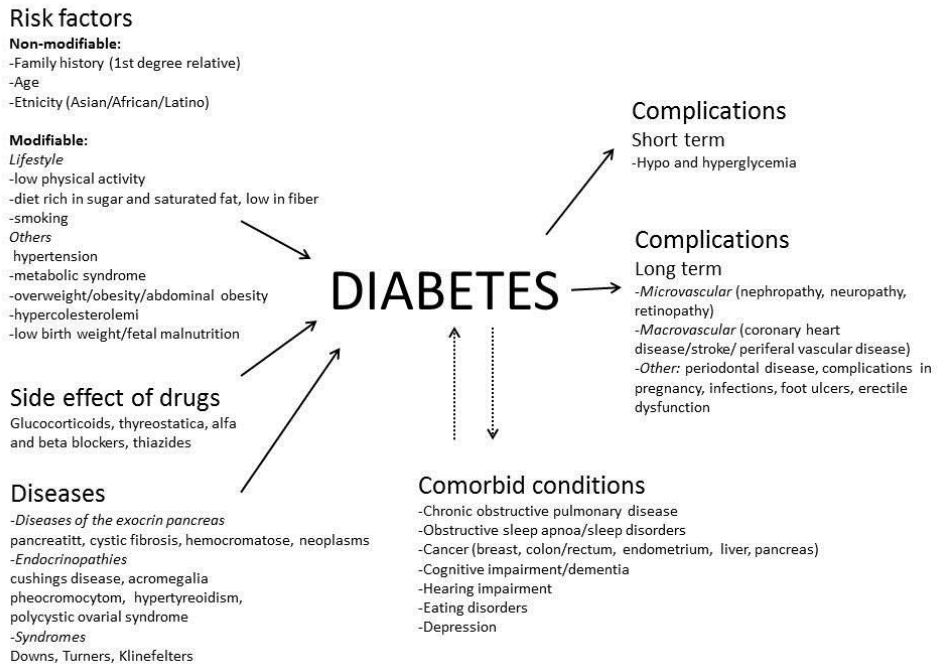 Risk factors
Non-modifiable:
-Family history (1st degree relative)
-Age
-Etnicity (Asian/African/Latino)
Modifiable:
Lifestyle
-low physical activity
-diet rich in sugar and saturated fat, low in fiber
-smoking
Others
hypertension
-metabolic syndrome
-overweight/obesity/abdominal obesity
-hypercolesterolemi
-low birth weight/fetal malnutrition
Side effect of drugs
Glucocorticoids, thyreostatica, alfa
and beta blockers, thiazides
Diseases
-Diseases of the exocrin pancreas
pancreatitt, cystic fibrosis, hemocromatose, neoplasms
-Endocrinopathies
cushings disease, acromegalia
pheocromocytom, hypertyreoidism,
polycystic ovarial syndrome
-Syndromes
Downs, Turners, Klinefelters
DIABETES
Complications
Short term
-Hypo and hyperglycemia
Complications
Long term
-Microvascular (nephropathy, neuropathy,
retinopathy)
-Macrovascular (coronary heart
disease/stroke/ periferal vascular disease)
-Other: periodontal disease, complications in
pregnancy, infections, foot ulcers, erectile
dysfunction
Comorbid conditions
-Chronic obstructive pulmonary disease
-Obstructive sleep apnoa/sleep disorders
-Cancer (breast, colon/rectum, endometrium, liver, pancreas)
-Cognitive impairment/dementia
-Hearing impairment
-Eating disorders
-Depression